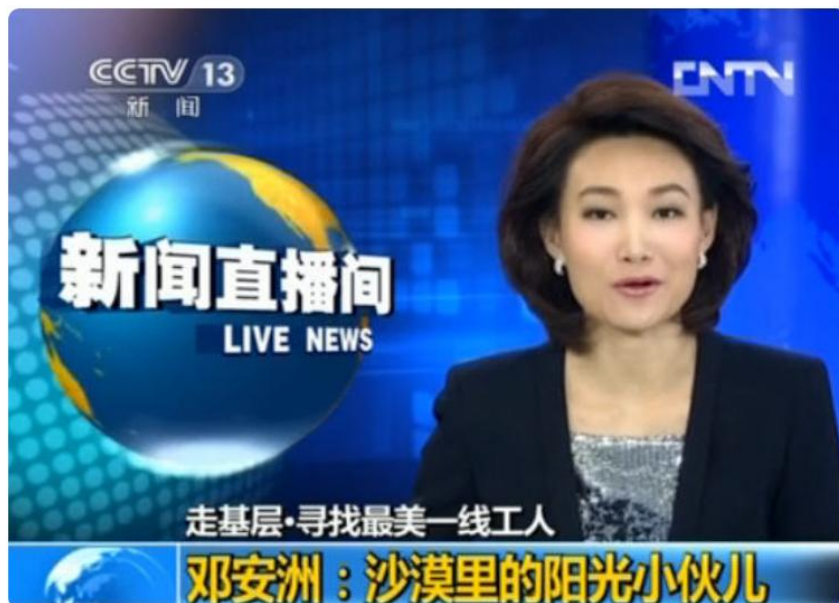 CCTV 13
新闻
CNTV
新闻直播间
LIVE NEWS
走基层·寻找最美一线工人
邓安洲：沙漠里的阳光小伙儿